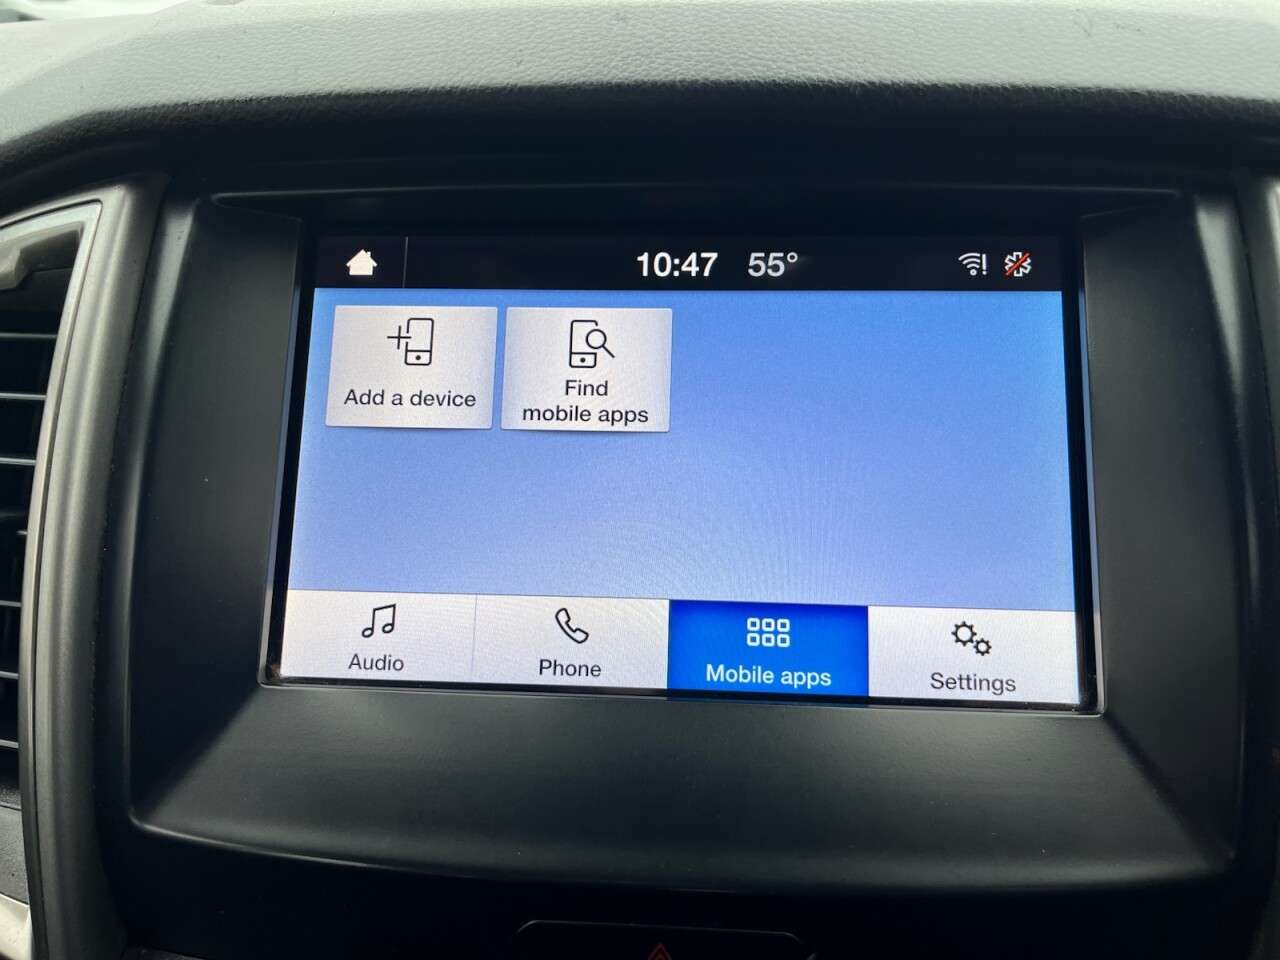 10:47 55°
Add a device
Find
mobile apps
Audio
Phone
Mobile apps
Settings